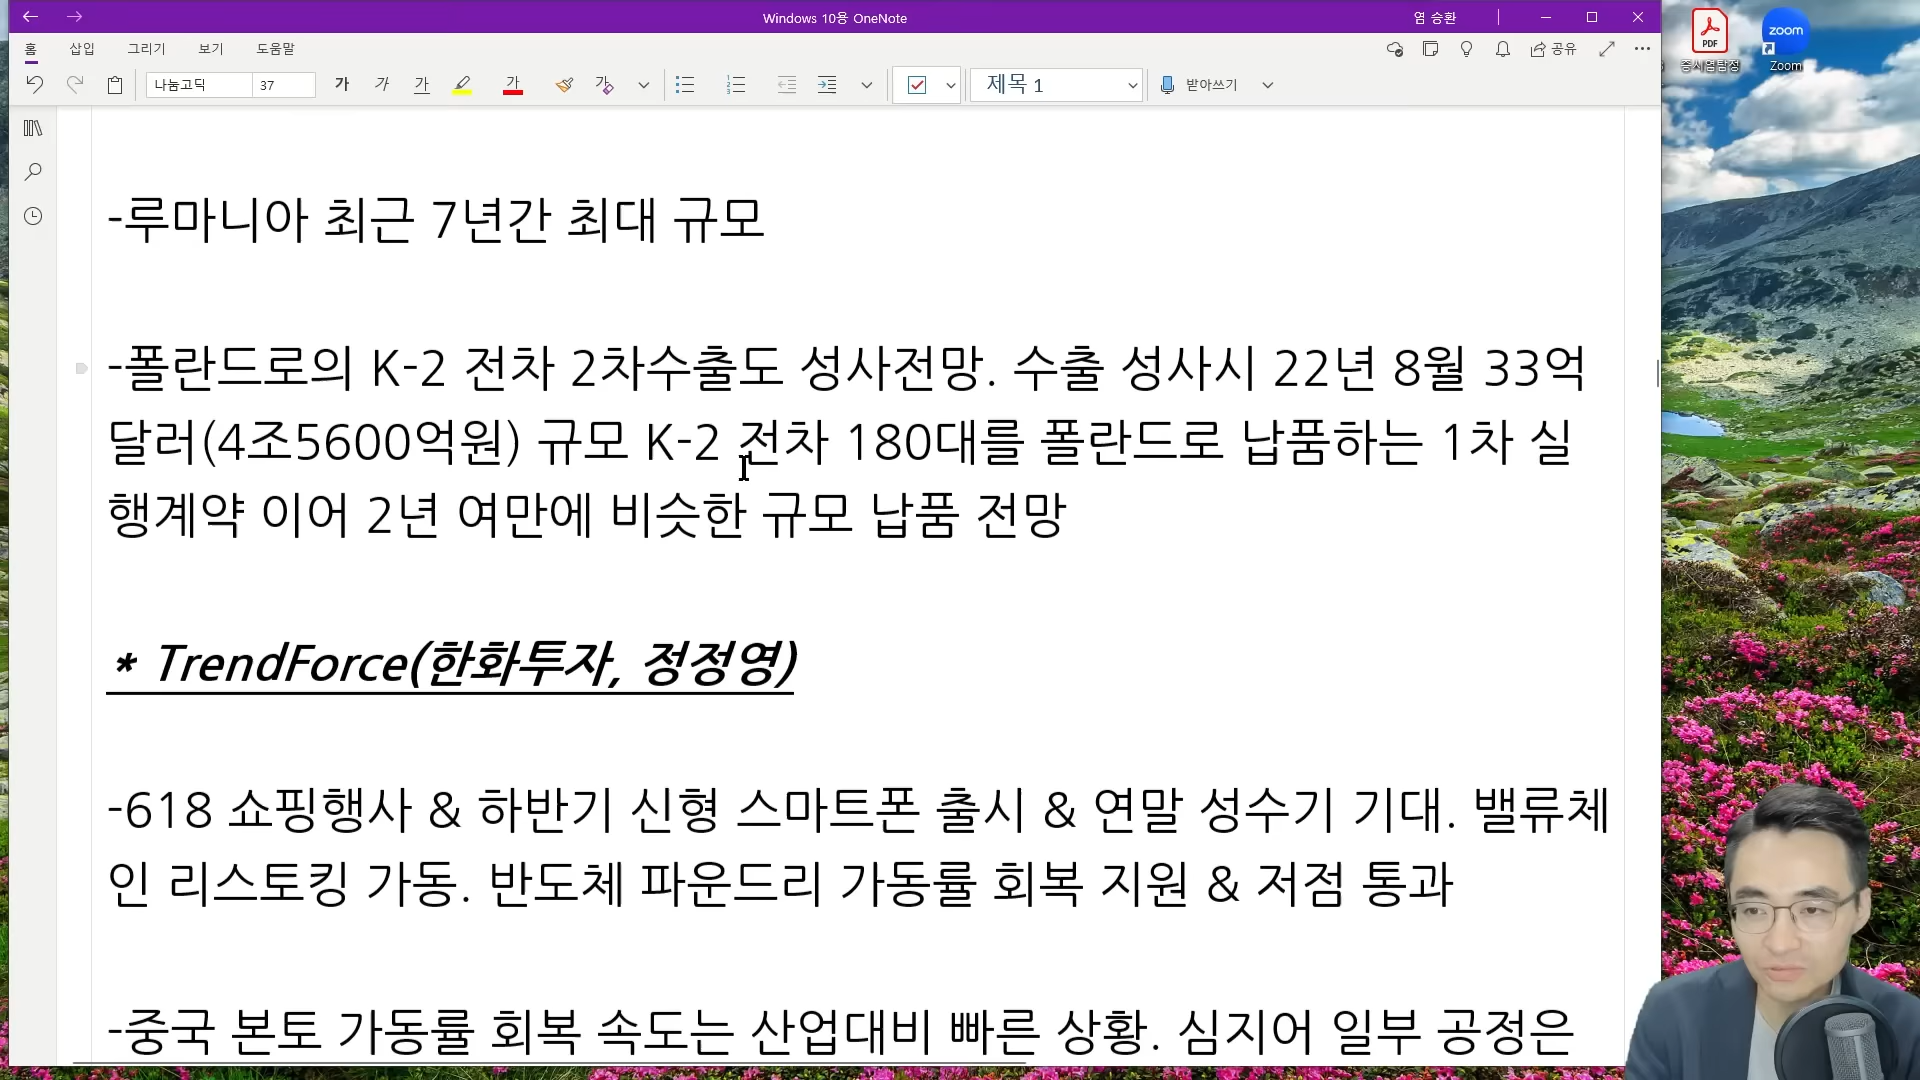 Windows 10용 OneNote
염 승환
홈 삽입 그리기 보기 도움말
공유
나눔고딕 37 가 가 가 가 가 제목 1 받아쓰기
PDF
zoom
증시염탐정
Zoom
-루마니아 최근 7년간 최대 규모
-폴란드로의 K-2 전차 2차수출도 성사전망. 수출 성사시 22년 8월 33억
달러(4조5600억원) 규모 K-2 전차 180대를 폴란드로 납품하는 1차 실
행계약 이어 2년 여만에 비슷한 규모 납품 전망
* TrendForce(한화투자, 정정영)
-618 쇼핑행사 & 하반기 신형 스마트폰 출시 & 연말 성수기 기대. 밸류체
인 리스토킹 가동. 반도체 파운드리 가동률 회복 지원 & 저점 통과
-중국 본토 가동률 회복 속도는 산업대비 빠른 상황. 심지어 일부 공정은